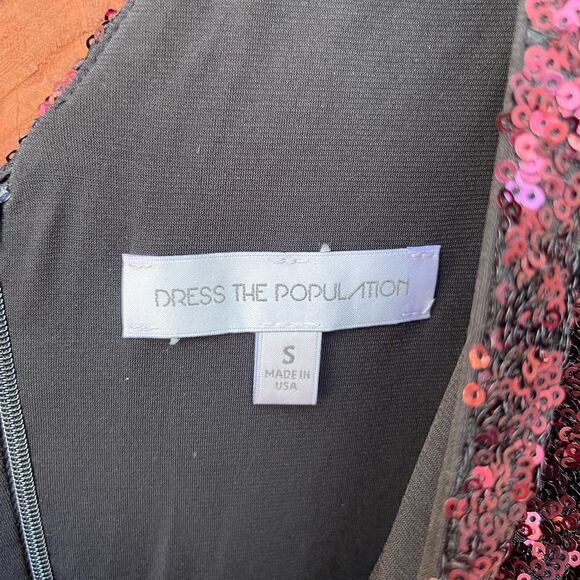 DRESS THE POPULATION
S
MADE IN
USA